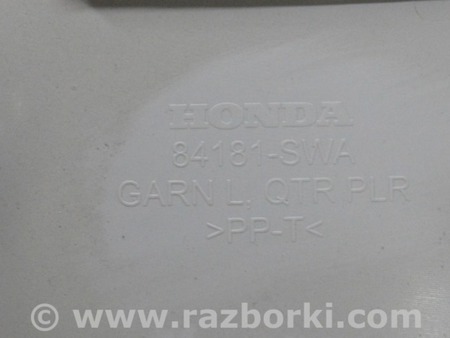 HONDA
84181-SWA
GARN L, QTR PLR
>PP-T<
© www.razborki.com